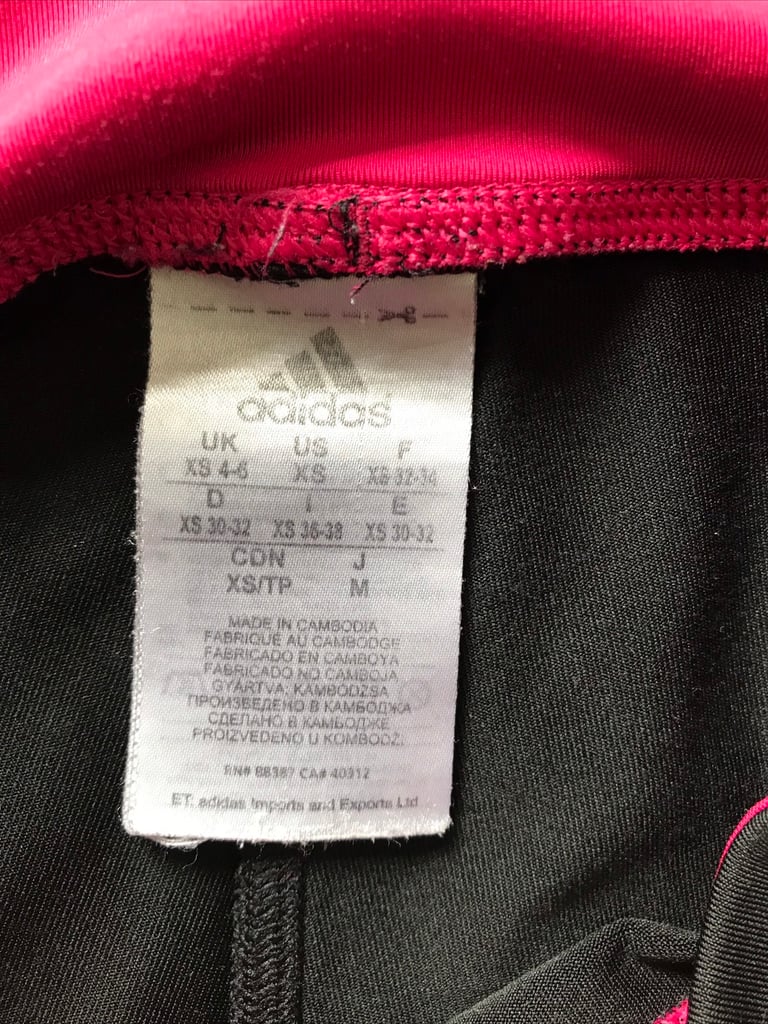 adidas
UK US F
XS 4-6 XS XS 32-34
D I E
XS 30-32 XS 36-38 XS 30-32
CDN J
XS/TP M
MADE IN CAMBODIA
FABRIQUE AU CAMBODGE
FABRICADO EN CAMBOYA
FABRICADO NO CAMBOJA
GYÁRTVA: KAMBODZSA
ПРОИЗВЕДЕНО В КАМБОДЖА
СДЕЛАНО В КАМБОДЖЕ
PROIZVEDENO U KOMBODŽI
RN# 88387 CA# 40312
ET. adidas Imports and Exports Ltd